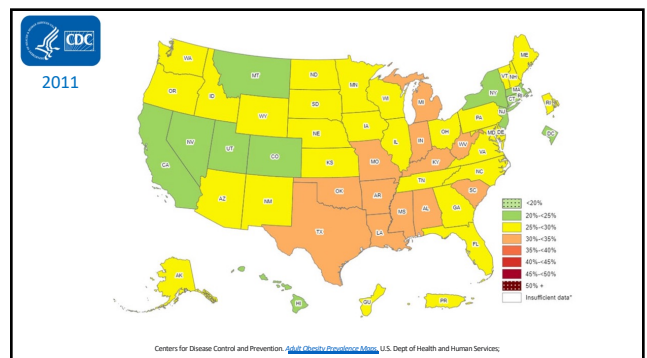 CDC
2011
WA
OR
CA
NV
ID
MT
WY
UT
CO
AZ
NM
ND
SD
NE
KS
OK
TX
MN
IA
MO
AR
LA
WI
IL
MI
IN
OH
KY
TN
MS
AL
GA
FL
SC
NC
VA
WV
PA
NY
VT
NH
ME
MA
RI
CT
NJ
MD
DE
RI
DC
AK
HI
GU
PR
<20%
20%-<25%
25%-<30%
30%-<35%
35%-<40%
40%-<45%
45%-<50%
50% +
Insufficient data*
Centers for Disease Control and Prevention. Adult Obesity Prevalence Maps. U.S. Dept of Health and Human Services;